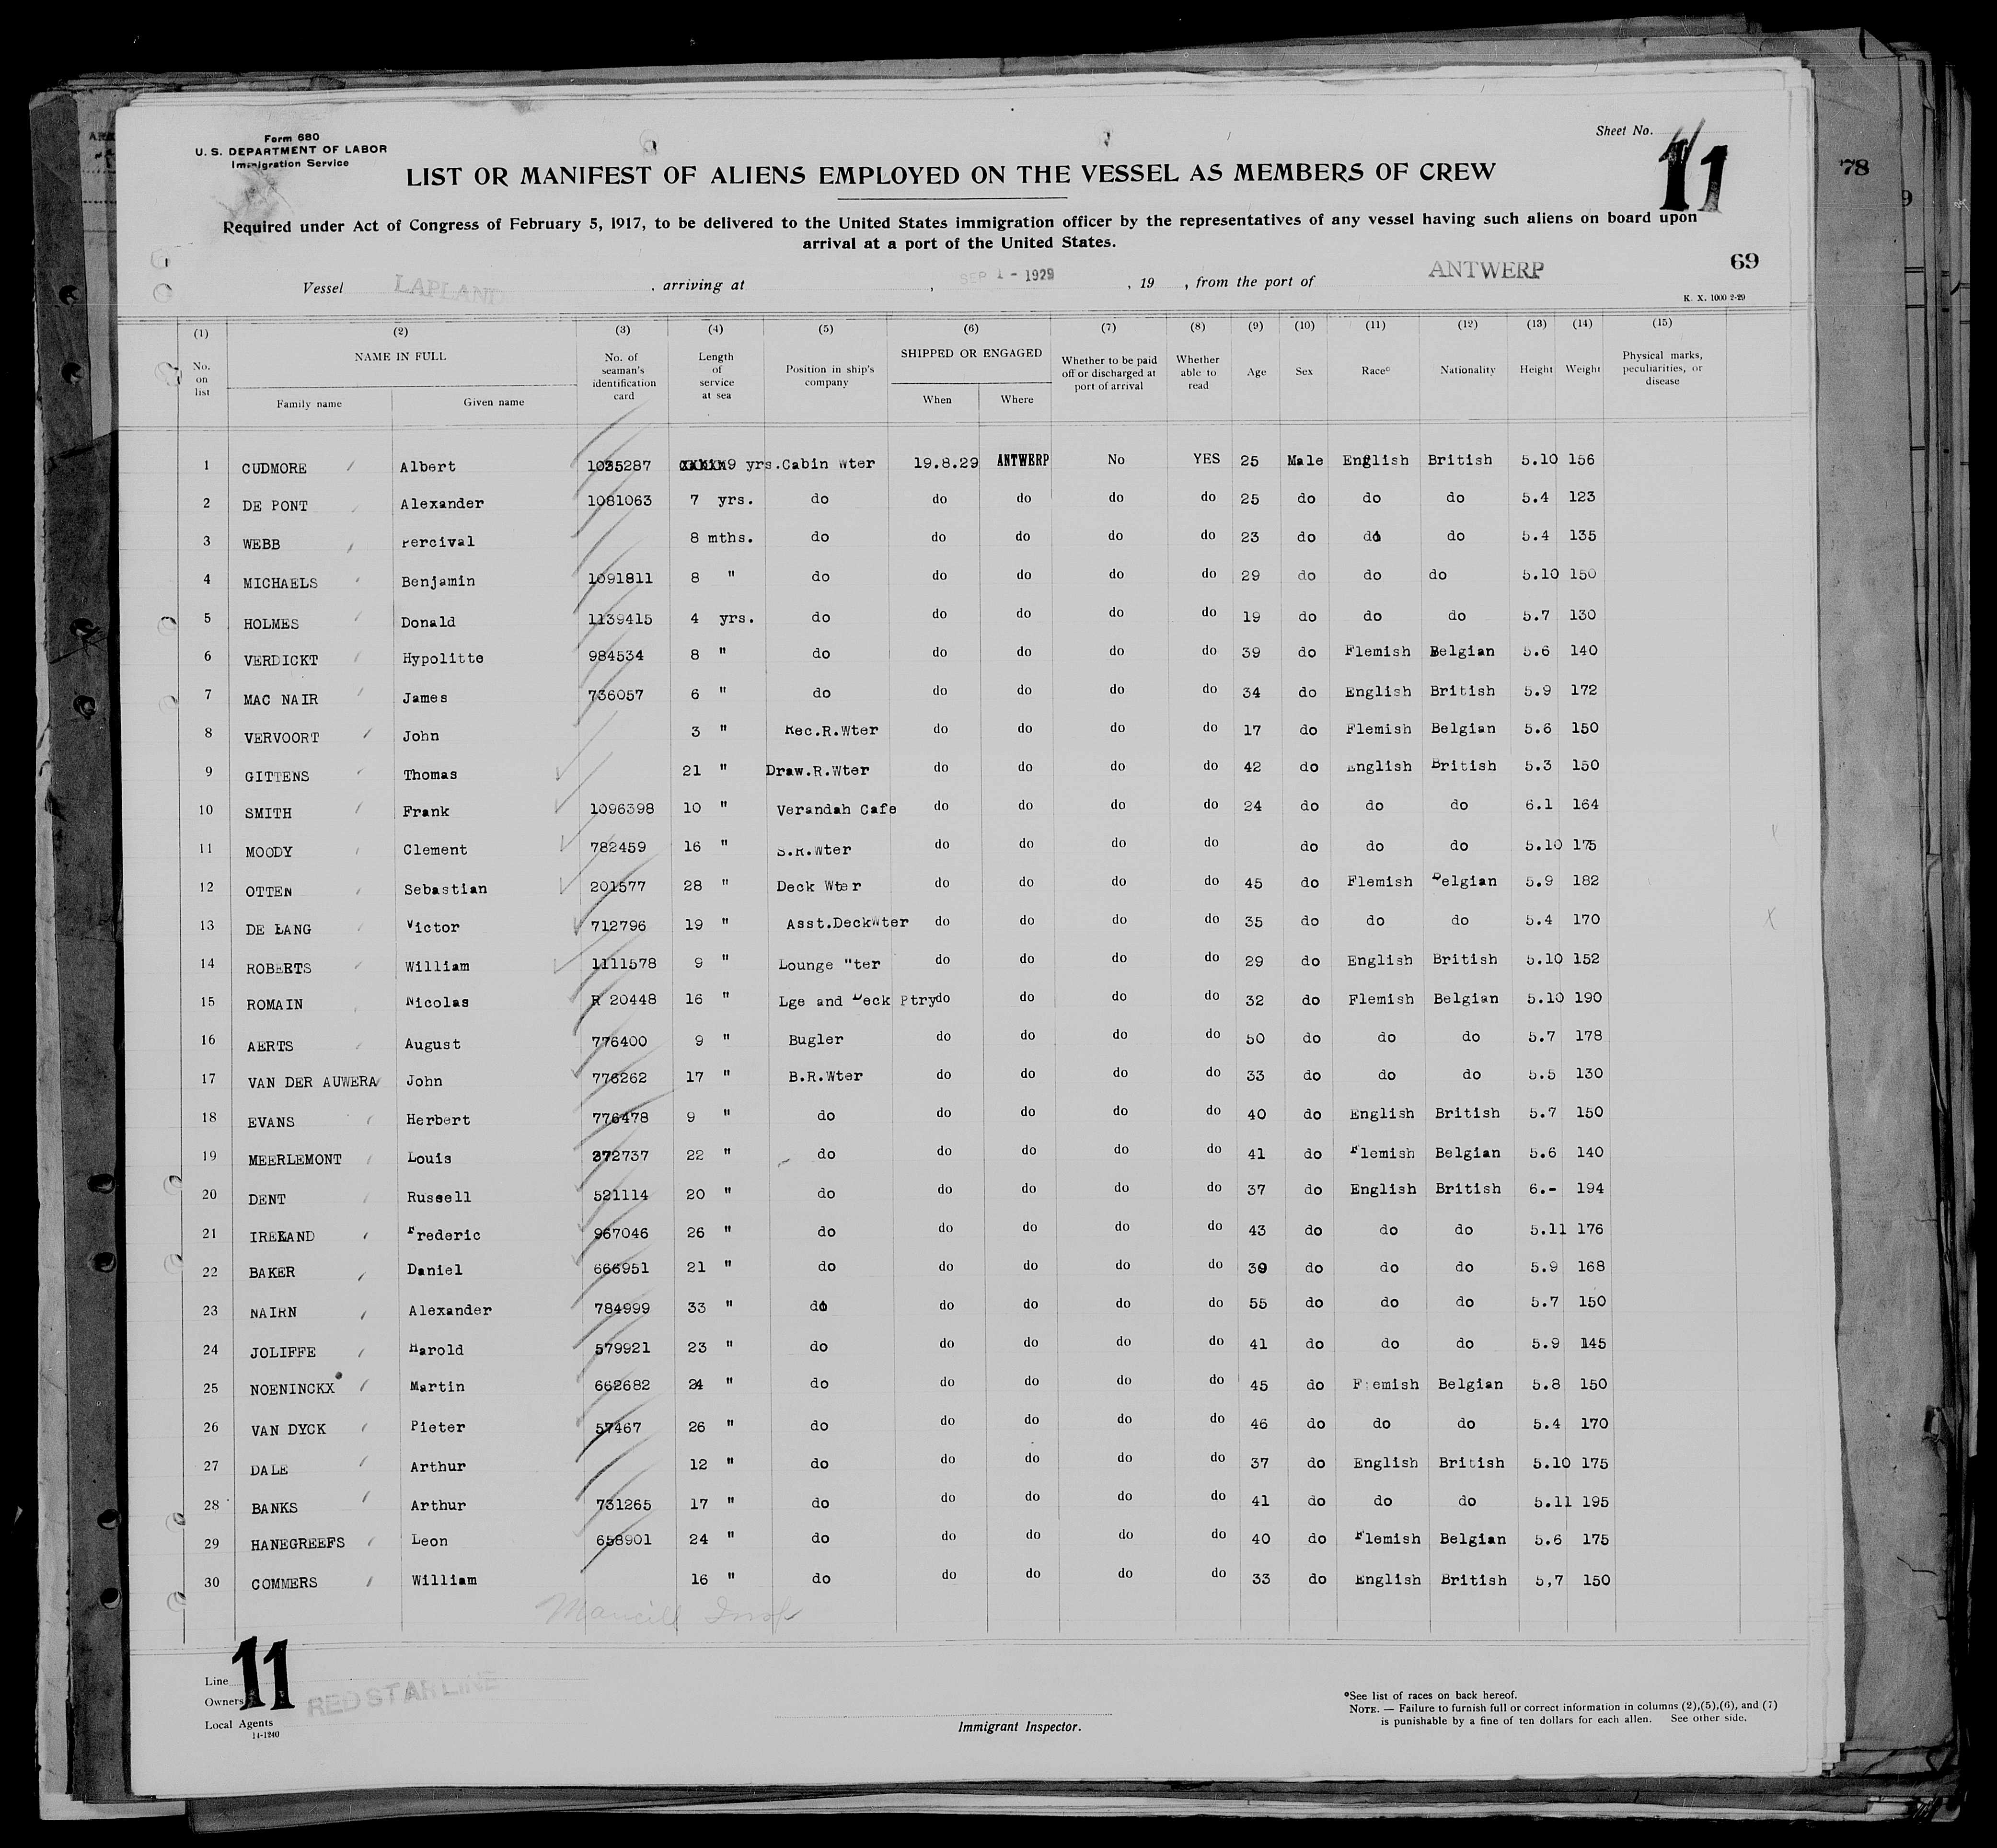 Form 680
U. S. DEPARTMENT OF LABOR
Immigration Service
Sheet No. 11
78
LIST OR MANIFEST OF ALIENS EMPLOYED ON THE VESSEL AS MEMBERS OF CREW
Required under Act of Congress of February 5, 1917, to be delivered to the United States immigration officer by the representatives of any vessel having such aliens on board upon
arrival at a port of the United States.
69
Vessel LAPLAND, arriving at , SEP 1 - 1929, 19 , from the port of ANTWERP
K. X. 1000 2-29
(1) (2) (3) (4) (5) (6) (7) (8) (9) (10) (11) (12) (13) (14) (15)
No. on list NAME IN FULL Family name Given name No. of seaman's identification card Length of service at sea Position in ship's company SHIPPED OR ENGAGED When Where Whether to be paid off or discharged at port of arrival Whether able to read Age Sex Race* Nationality Height Weight Physical marks, peculiarities, or disease
1 CUDMORE Albert 1035287 9 yrs. Cabin Wter 19.8.29 ANTWERP No YES 25 Male English British 5.10 156
2 DE PONT Alexander 1081063 7 yrs. do do do do do 25 do do do 5.4 123
3 WEBB Percival 8 mths. do do do do do 23 do do do 5.4 135
4 MICHAELS Benjamin 1091811 8 " do do do do do 29 do do do 5.10 150
5 HOLMES Donald 1139415 4 yrs. do do do do do 19 do do do 5.7 130
6 VERDICKT Hypolitte 984534 8 " do do do do do 39 do Flemish Belgian 5.6 140
7 MAC NAIR James 736057 6 " do do do do do 34 do English British 5.9 172
8 VERVOORT John 3 " Rec.R.Wter do do do do 17 do Flemish Belgian 5.6 150
9 GITTENS Thomas 21 " Draw.R.Wter do do do do 42 do English British 5.3 150
10 SMITH Frank 1096398 10 " Verandah Cafe do do do do 24 do do do 6.1 164
11 MOODY Clement 782459 16 " S.R.Wter do do do do do do do 5.10 175
12 OTTEN Sebastian 201577 28 " Deck Wter do do do do 45 do Flemish Belgian 5.9 182
13 DE LANG Victor 712796 19 " Asst.DeckWter do do do do 35 do do do 5.4 170
14 ROBERTS William 1111578 9 " Lounge "ter do do do do 29 do English British 5.10 152
15 ROMAIN Nicolas R 20448 16 " Lge and Deck Ptry do do do do 32 do Flemish Belgian 5.10 190
16 AERTS August 776400 9 " Bugler do do do do 50 do do do 5.7 178
17 VAN DER AUWERA John 776262 17 " B.R.Wter do do do do 33 do do do 5.5 130
18 EVANS Herbert 776478 9 " do do do do do 40 do English British 5.7 150
19 MEERLEMONT Louis 372737 22 " do do do do do 41 do Flemish Belgian 5.6 140
20 DENT Russell 521114 20 " do do do do do 37 do English British 6.- 194
21 IRELAND Frederic 967046 26 " do do do do do 43 do do do 5.11 176
22 BAKER Daniel 666951 21 " do do do do do 39 do do do 5.9 168
23 NAIRN Alexander 784999 33 " do do do do do 55 do do do 5.7 150
24 JOLIFFE Harold 579921 23 " do do do do do 41 do do do 5.9 145
25 NOENINCKX Martin 662682 24 " do do do do do 45 do Flemish Belgian 5.8 150
26 VAN DYCK Pieter 57467 26 " do do do do do 46 do do do 5.4 170
27 DALE Arthur 12 " do do do do do 37 do English British 5.10 175
28 BANKS Arthur 731265 17 " do do do do do 41 do do do 5.11 195
29 HANEGREEFS Leon 658901 24 " do do do do do 40 do Flemish Belgian 5.6 175
30 COMMERS William 16 " do do do do do 33 do English British 5,7 150
Line 11
Owners RED STAR LINE
Local Agents
14-1240
Immigrant Inspector.
*See list of races on back hereof.
NOTE. — Failure to furnish full or correct information in columns (2),(5),(6), and (7)
is punishable by a fine of ten dollars for each alien. See other side.